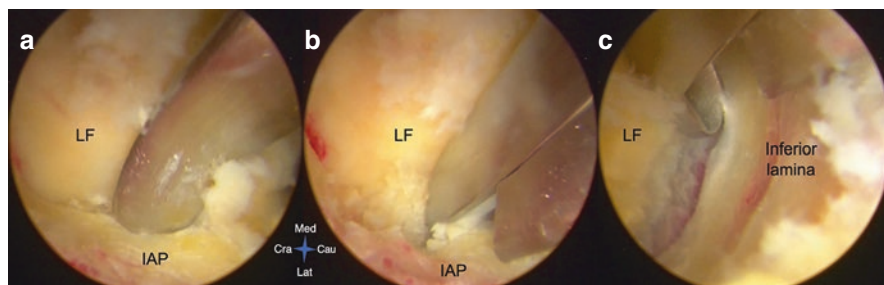 a
LF
IAP
Med
Cra
Cau
Lat
b
LF
IAP
c
LF
Inferior
lamina